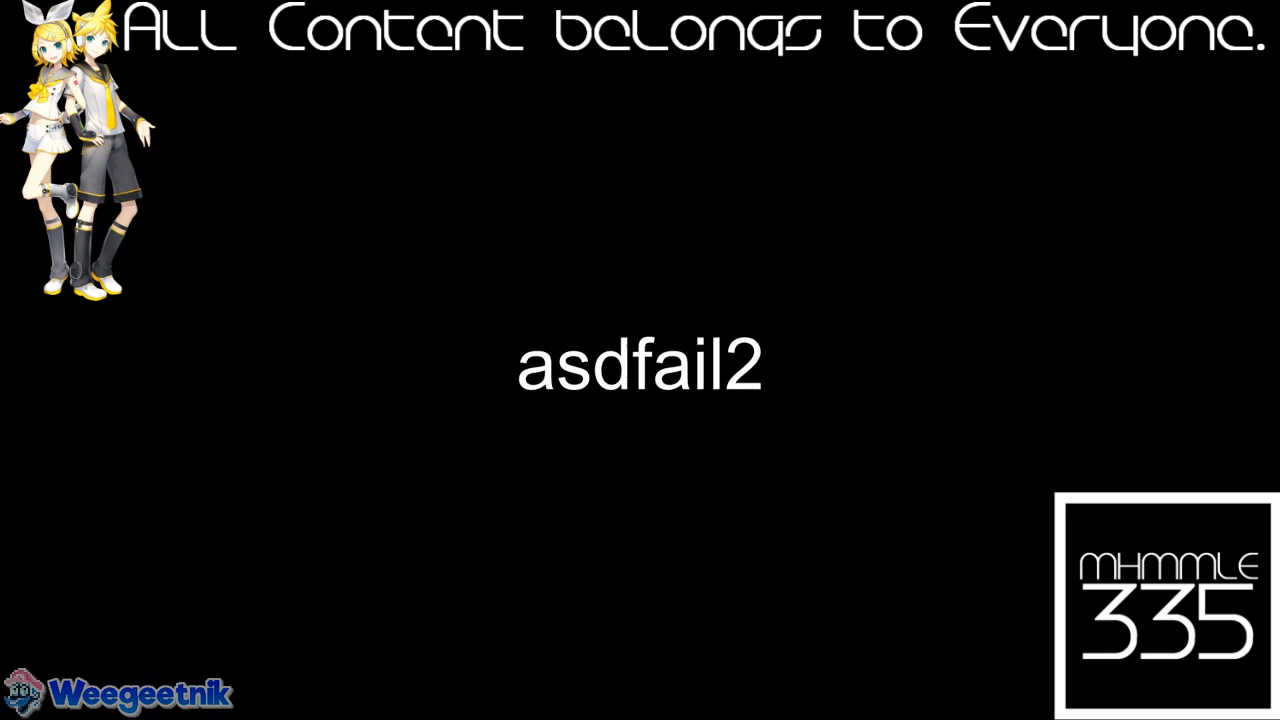 ALL Content belongs to Everyone.
asdfail2
MHMMLE
335
Weegeetnik